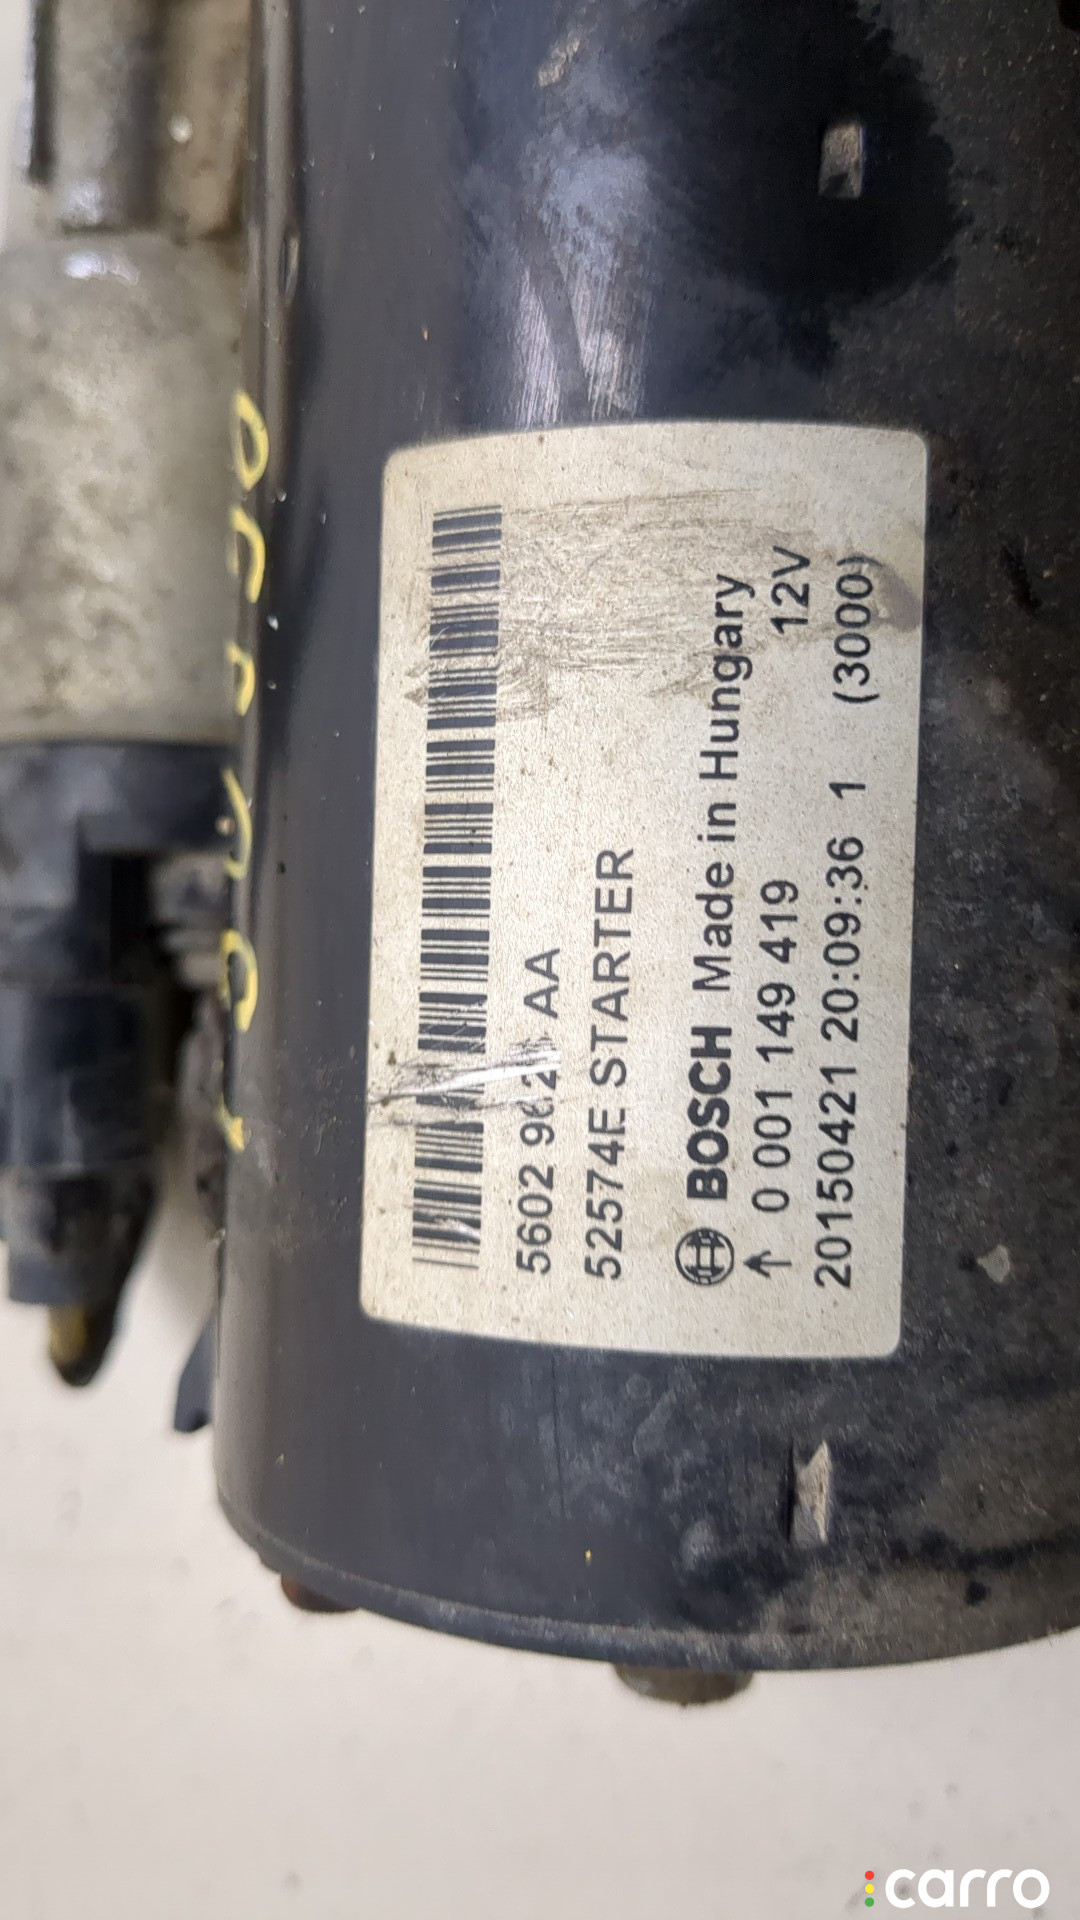 5602 AA
52574E STARTER
BOSCH Made in Hungary
↑ 0 001 149 419 12V
20150421 20:09:36 1 (3000)
carro